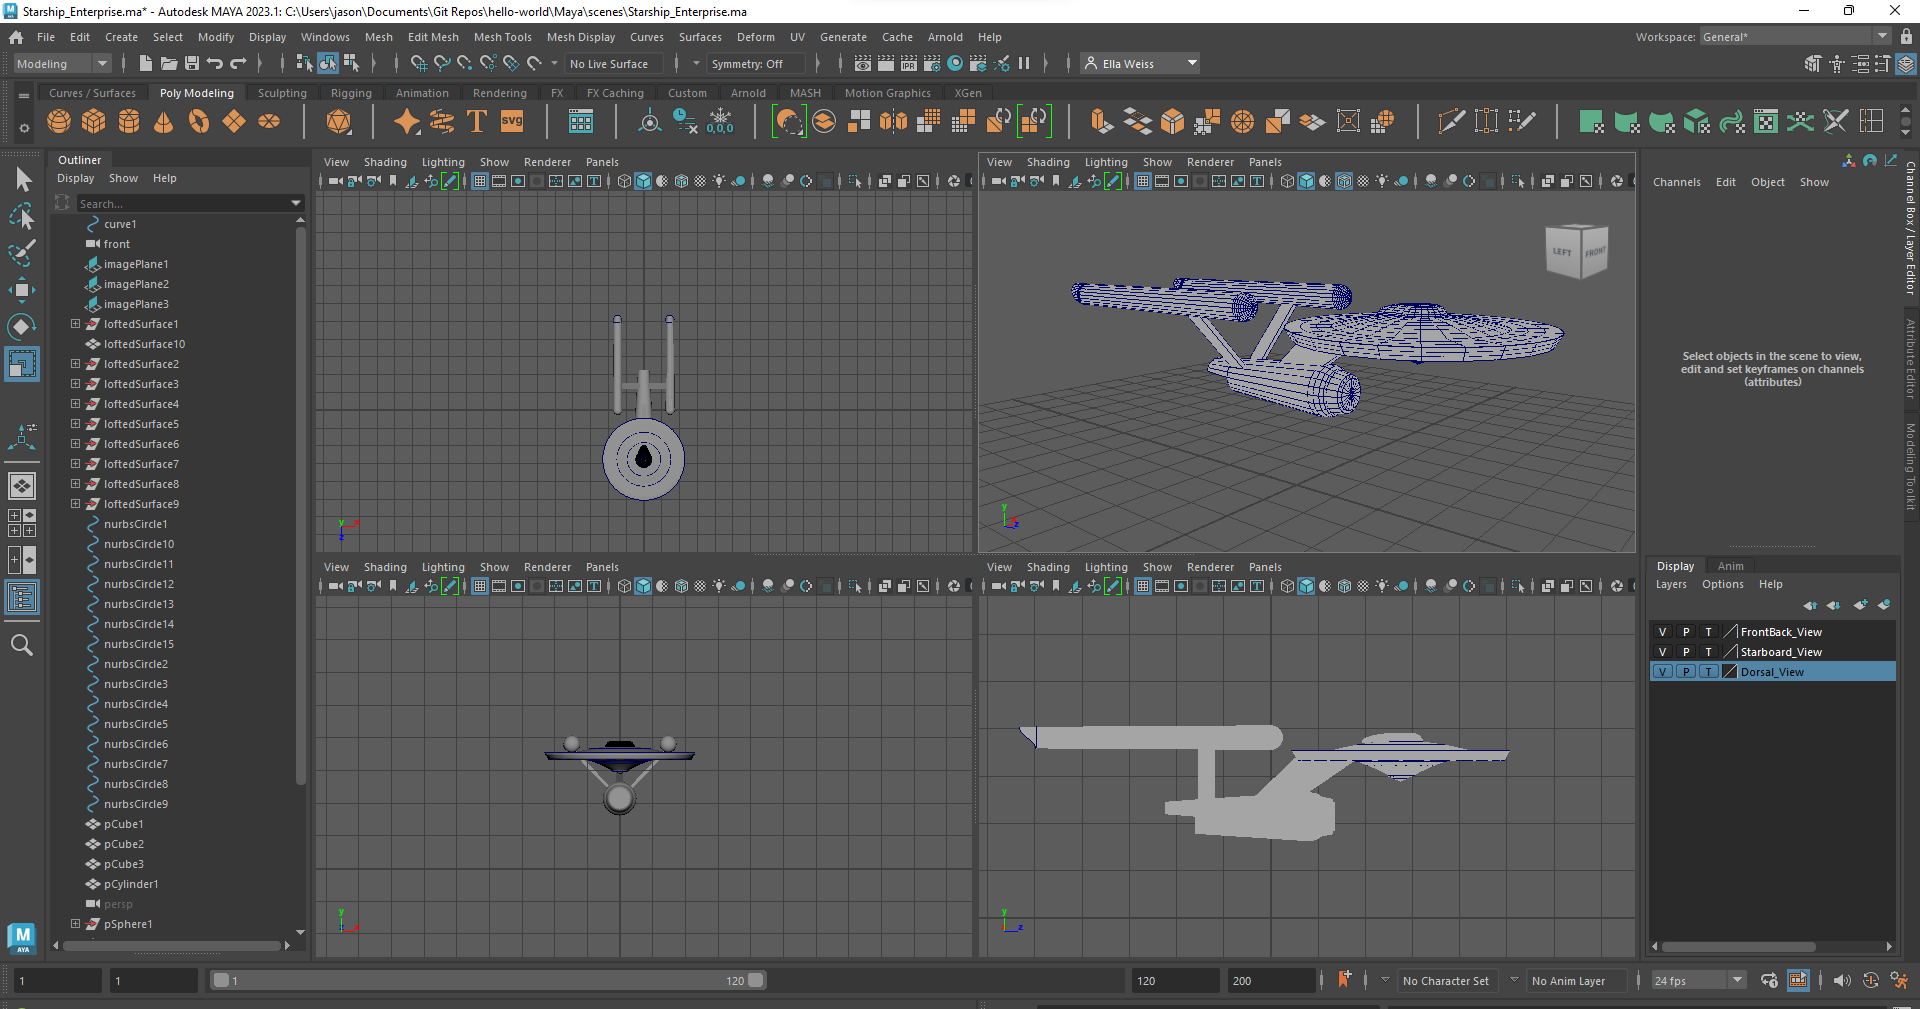 Starship_Enterprise.ma* - Autodesk MAYA 2023.1: C:\Users\jason\Documents\Git Repos\hello-world\Maya\scenes\Starship_Enterprise.ma
File Edit Create Select Modify Display Windows Mesh Edit Mesh Mesh Tools Mesh Display Curves Surfaces Deform UV Generate Cache Arnold Help Workspace: General*
Modeling No Live Surface Symmetry: Off IPR Ella Weiss
Curves / Surfaces Poly Modeling Sculpting Rigging Animation Rendering FX FX Caching Custom Arnold MASH Motion Graphics XGen
T SVG 0,0,0
Outliner
Display Show Help
Search...
curve1
front
imagePlane1
imagePlane2
imagePlane3
loftedSurface1
loftedSurface10
loftedSurface2
loftedSurface3
loftedSurface4
loftedSurface5
loftedSurface6
loftedSurface7
loftedSurface8
loftedSurface9
nurbsCircle1
nurbsCircle10
nurbsCircle11
nurbsCircle12
nurbsCircle13
nurbsCircle14
nurbsCircle15
nurbsCircle2
nurbsCircle3
nurbsCircle4
nurbsCircle5
nurbsCircle6
nurbsCircle7
nurbsCircle8
nurbsCircle9
pCube1
pCube2
pCube3
pCylinder1
persp
pSphere1
M
AYA
View Shading Lighting Show Renderer Panels
y x
z
View Shading Lighting Show Renderer Panels
LEFT FRONT
y
z
View Shading Lighting Show Renderer Panels
y
z x
View Shading Lighting Show Renderer Panels
y
z
Channels Edit Object Show
Select objects in the scene to view,
edit and set keyframes on channels
(attributes)
Channel Box / Layer Editor
Attribute Editor
Modeling Toolkit
Display Anim
Layers Options Help
V P T FrontBack_View
V P T Starboard_View
V P T Dorsal_View
1 1 1 120 120 200 No Character Set No Anim Layer 24 fps